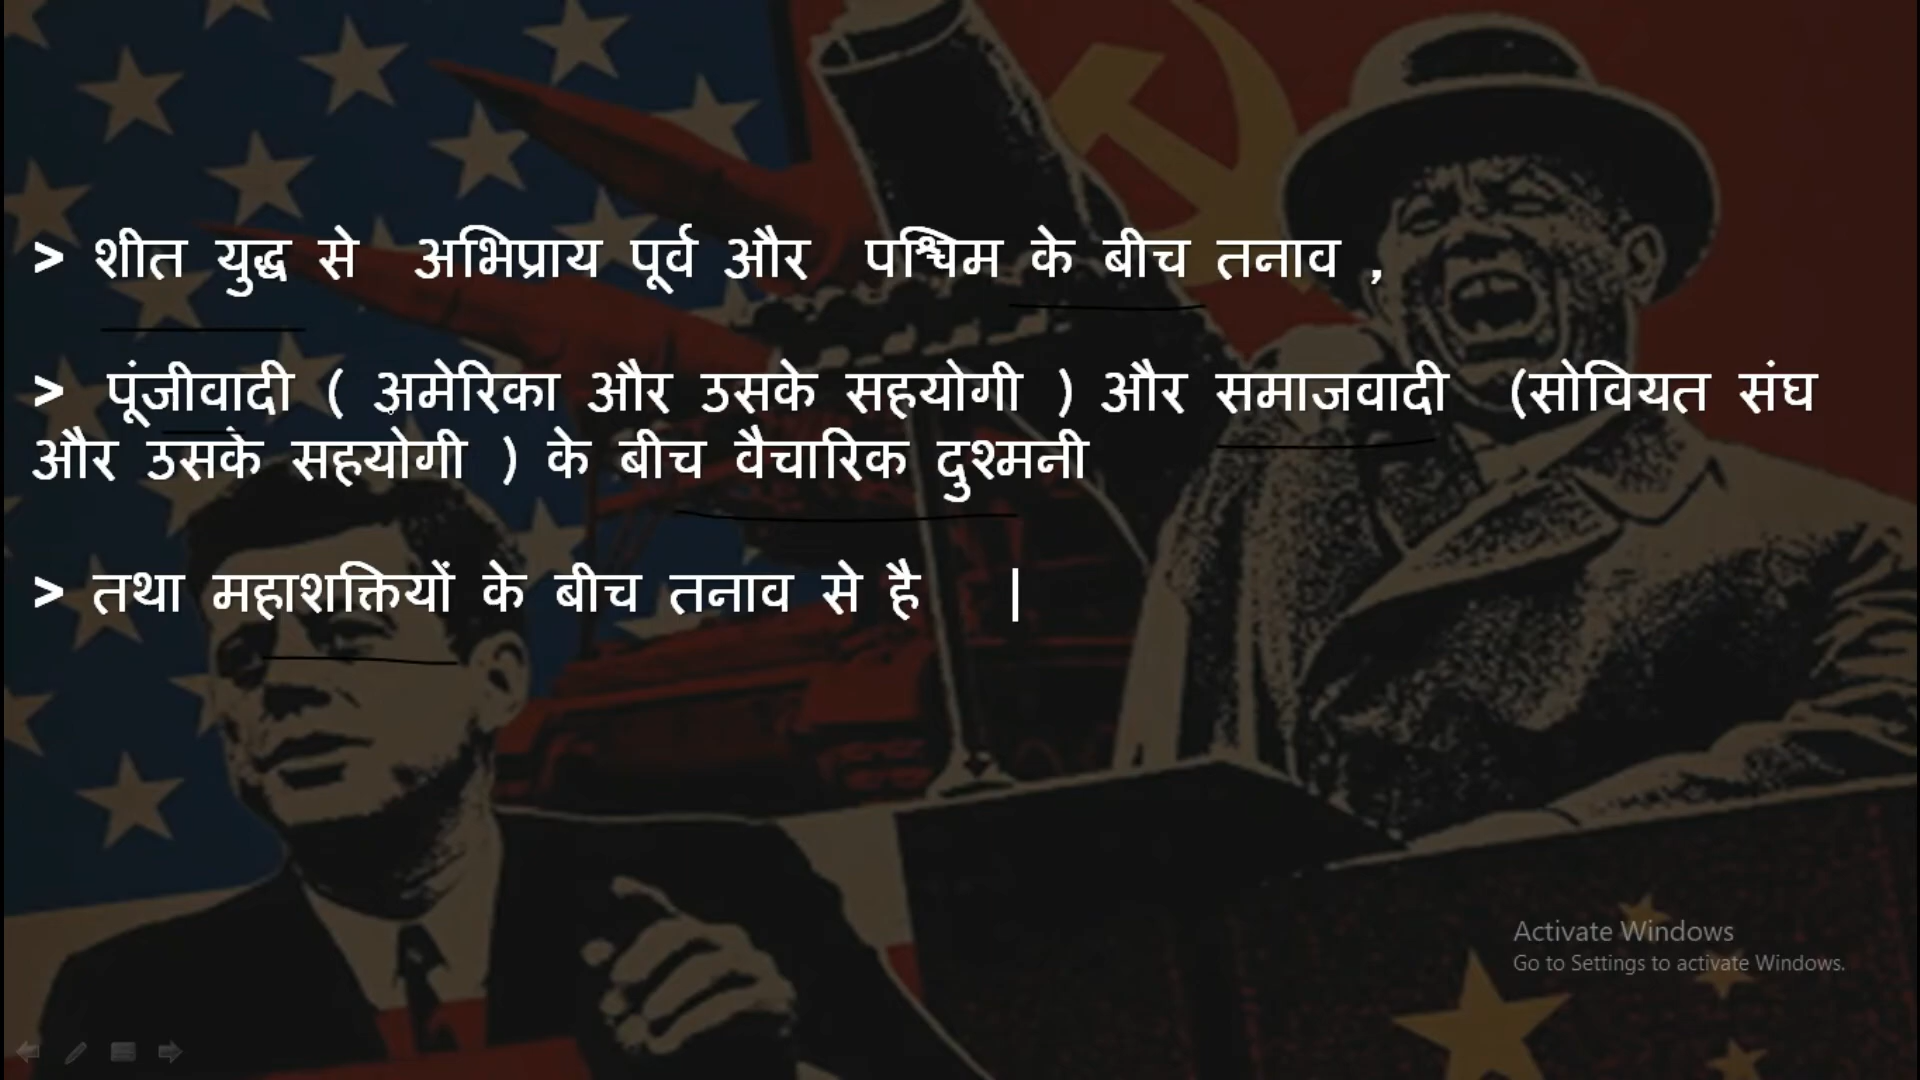 > शीत युद्ध से अभिप्राय पूर्व और पश्चिम के बीच तनाव ,
> पूंजीवादी ( अमेरिका और उसके सहयोगी ) और समाजवादी (सोवियत संघ
और उसके सहयोगी ) के बीच वैचारिक दुश्मनी
> तथा महाशक्तियों के बीच तनाव से है |
Activate Windows
Go to Settings to activate Windows.